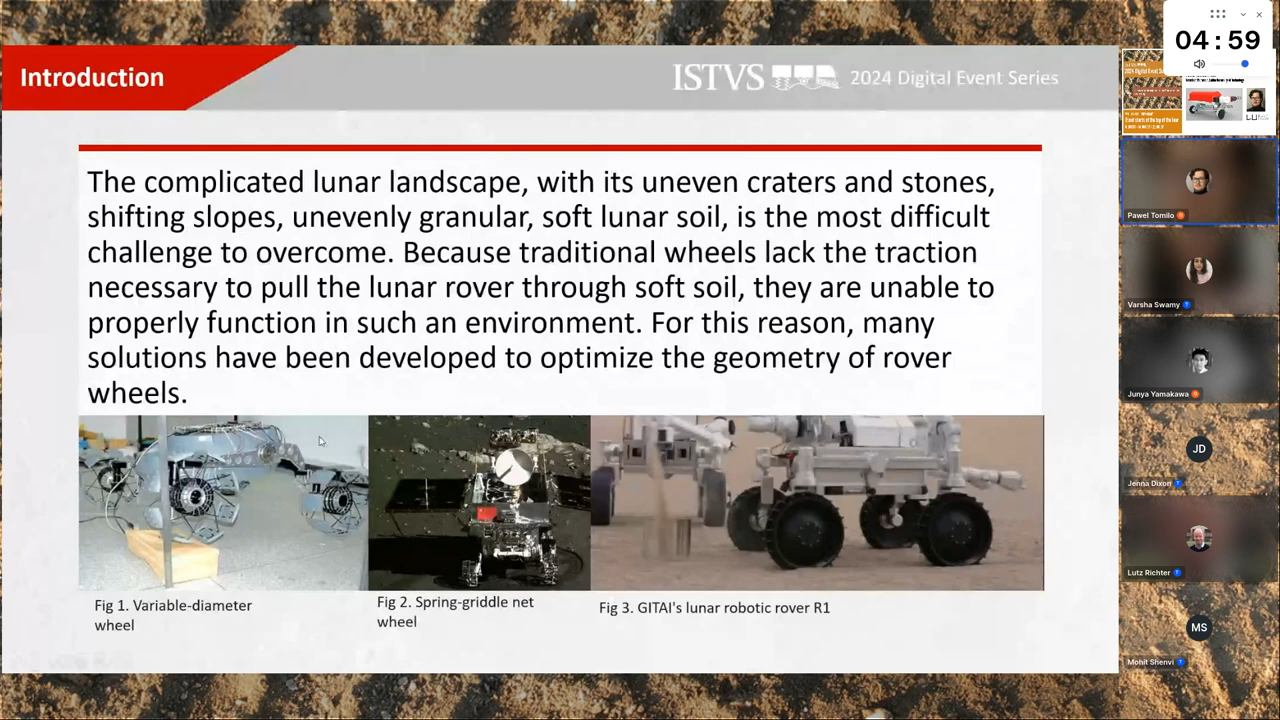 Introduction
ISTVS 2024 Digital Event Series
The complicated lunar landscape, with its uneven craters and stones,
shifting slopes, unevenly granular, soft lunar soil, is the most difficult
challenge to overcome. Because traditional wheels lack the traction
necessary to pull the lunar rover through soft soil, they are unable to
properly function in such an environment. For this reason, many
solutions have been developed to optimize the geometry of rover
wheels.
Fig 1. Variable-diameter
wheel
Fig 2. Spring-griddle net
wheel
Fig 3. GITAI's lunar robotic rover R1
04:59
2024 Digital Event
Pawel Tomilo
Varsha Swamy
Junya Yamakawa
JD
Jenna Dixon
Lutz Richter
MS
Mohit Shenvi